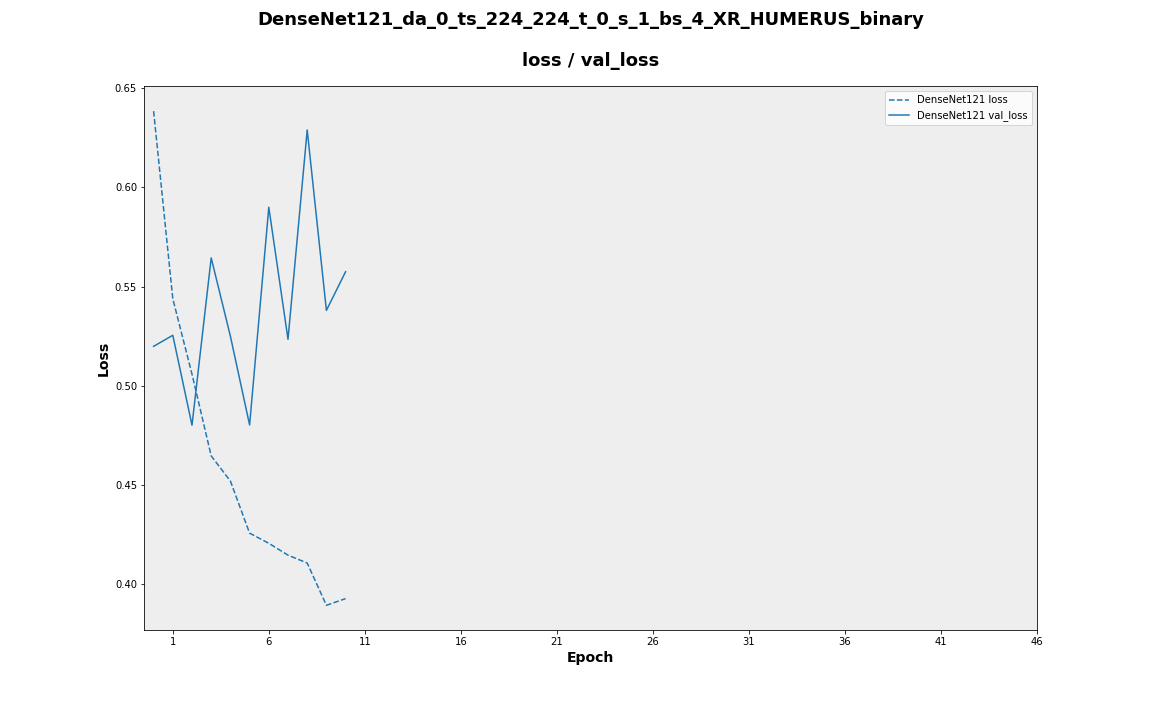 DenseNet121_da_0_ts_224_224_t_0_s_1_bs_4_XR_HUMERUS_binary
loss / val_loss
DenseNet121 loss
DenseNet121 val_loss
Loss
0.65
0.60
0.55
0.50
0.45
0.40
1 6 11 16 21 26 31 36 41 46
Epoch